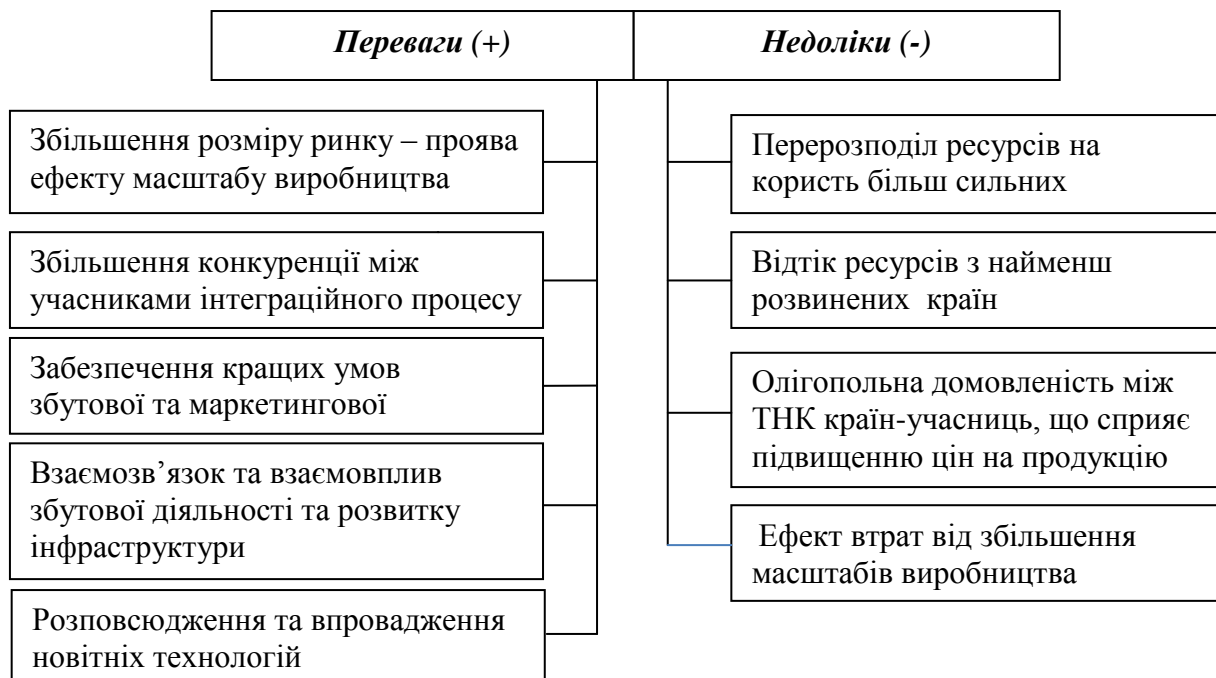 Переваги (+)
Недоліки (-)
Збільшення розміру ринку – проява
ефекту масштабу виробництва
Збільшення конкуренції між
учасниками інтеграційного процесу
Забезпечення кращих умов
збутової та маркетингової
Взаємозв’язок та взаємовплив
збутової діяльності та розвитку
інфраструктури
Розповсюдження та впровадження
новітніх технологій
Перерозподіл ресурсів на
користь більш сильних
Відтік ресурсів з найменш
розвинених країн
Олігопольна домовленість між
ТНК країн-учасниць, що сприяє
підвищенню цін на продукцію
Ефект втрат від збільшення
масштабів виробництва